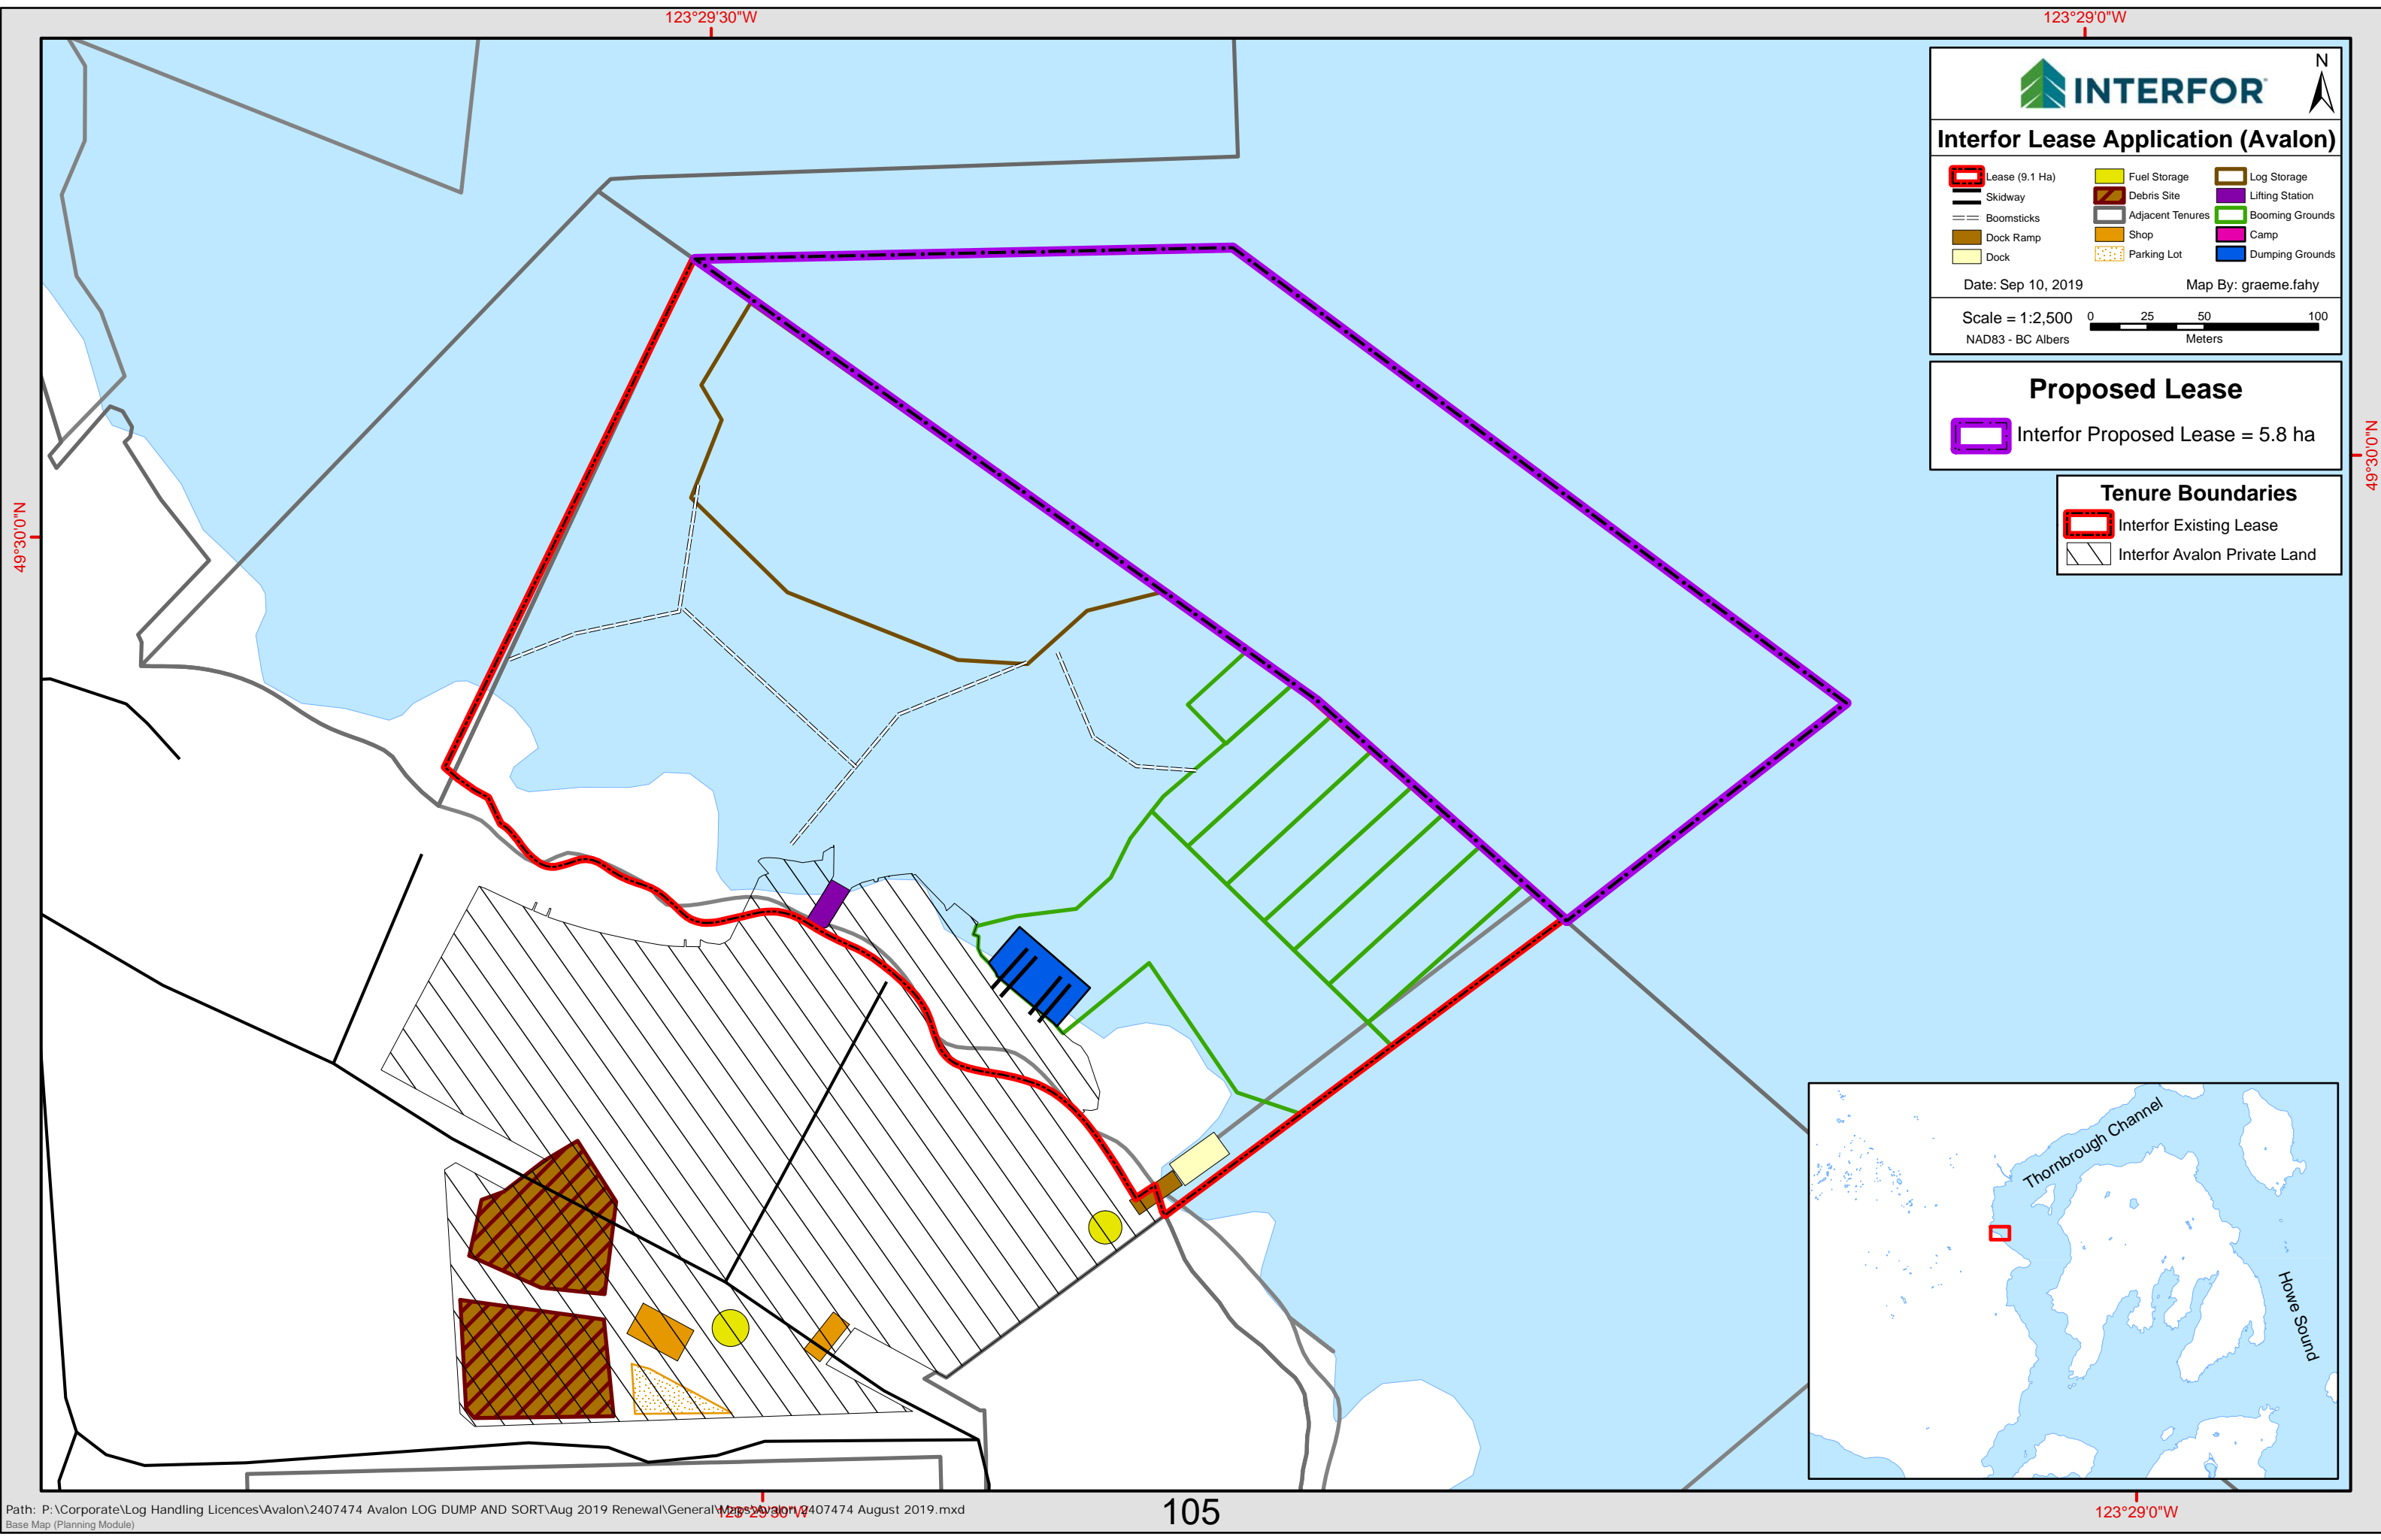 123°29'30"W
123°29'0"W
N
INTERFOR
Interfor Lease Application (Avalon)
Lease (9.1 Ha)
Skidway
Boomsticks
Dock Ramp
Dock
Fuel Storage
Debris Site
Adjacent Tenures
Shop
Parking Lot
Log Storage
Lifting Station
Booming Grounds
Camp
Dumping Grounds
Date: Sep 10, 2019
Map By: graeme.fahy
Scale = 1:2,500
0 25 50 100
NAD83 - BC Albers
Meters
Proposed Lease
Interfor Proposed Lease = 5.8 ha
Tenure Boundaries
Interfor Existing Lease
Interfor Avalon Private Land
49°30'0"N
49°30'0"N
Thornbrough Channel
Howe Sound
Path: P:\Corporate\Log Handling Licences\Avalon\2407474 Avalon LOG DUMP AND SORT\Aug 2019 Renewal\General\Maps\Avalon 2407474 August 2019.mxd
Base Map (Planning Module)
123°29'30"W
105
123°29'0"W